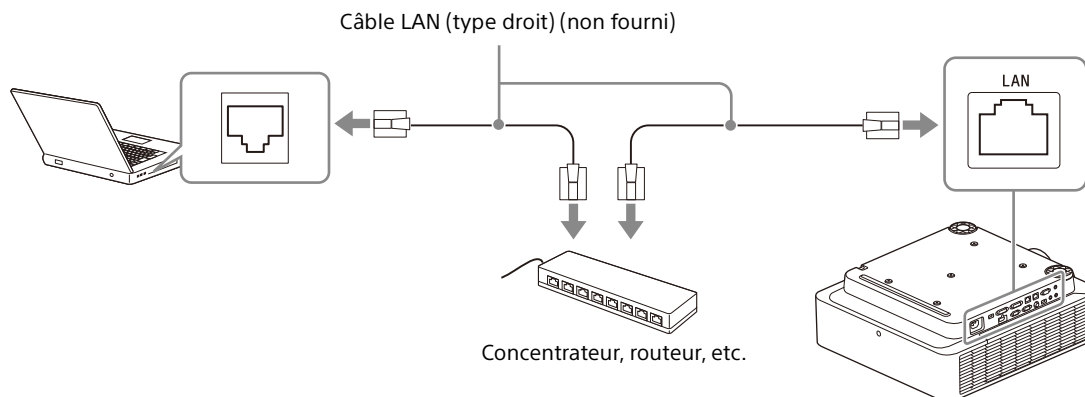 Câble LAN (type droit) (non fourni)
LAN
Concentrateur, routeur, etc.